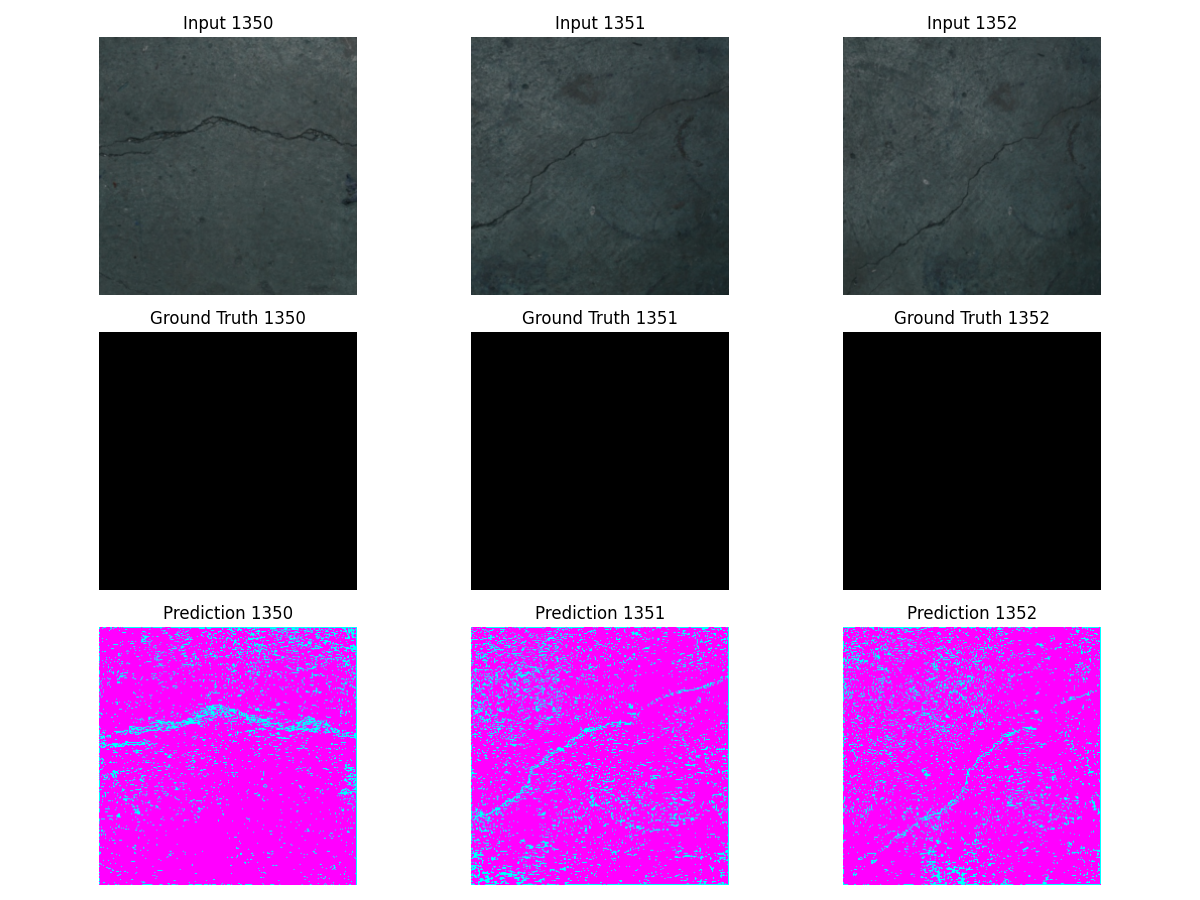 Input 1350
Input 1351
Input 1352
Ground Truth 1350
Ground Truth 1351
Ground Truth 1352
Prediction 1350
Prediction 1351
Prediction 1352